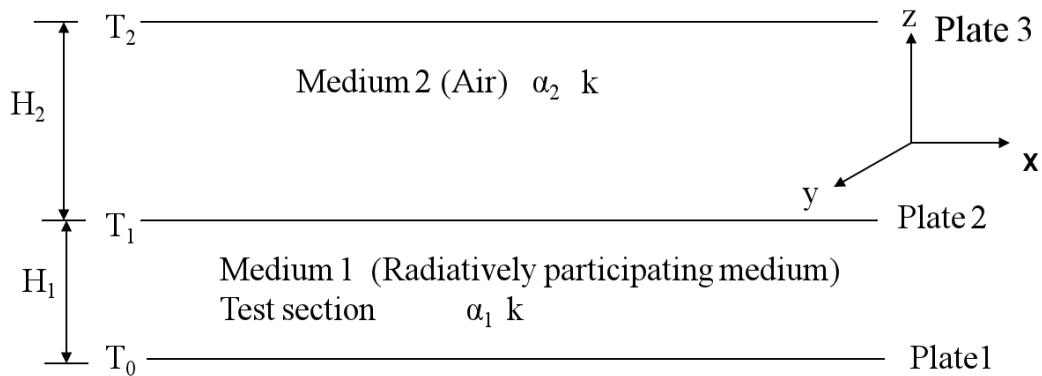 T₂ z Plate 3
Medium 2 (Air) α₂ k
H₂
x
y
T₁ Plate 2
Medium 1 (Radiatively participating medium)
H₁
Test section α₁ k
T₀ Plate1